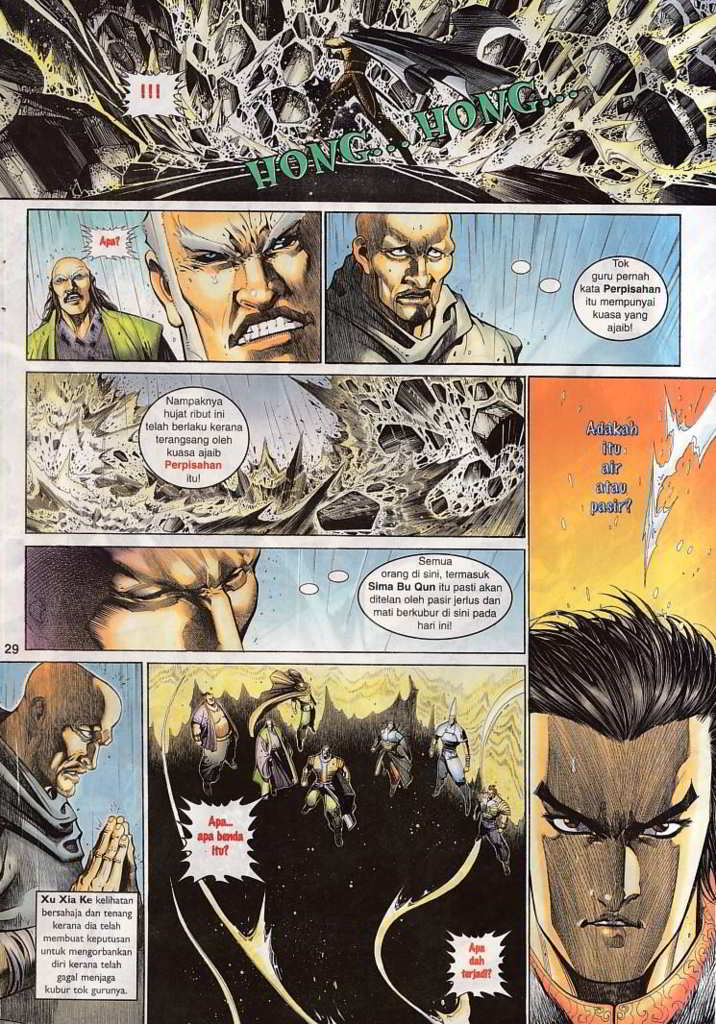 !!!
HONG... HONG...
Apa?
Tok
guru pernah
kata Perpisahan
itu mempunyai
kuasa yang
ajaib!
Nampaknya
hujat ribut ini
telah berlaku kerana
terangsang oleh
kuasa ajaib
Perpisahan
itu!
Adakah
itu
air
atau
pasir?
Semua
orang di sini, termasuk
Sima Bu Qun itu pasti akan
ditelan oleh pasir jerlus dan
mati berkubur di sini pada
hari ini!
29
Xu Xia Ke kelihatan
bersahaja dan tenang
kerana dia telah
membuat keputusan
untuk mengorbankan
diri kerana telah
gagal menjaga
kubur tok gurunya.
Apa...
apa benda
itu?
Apa
dah
terjadi?